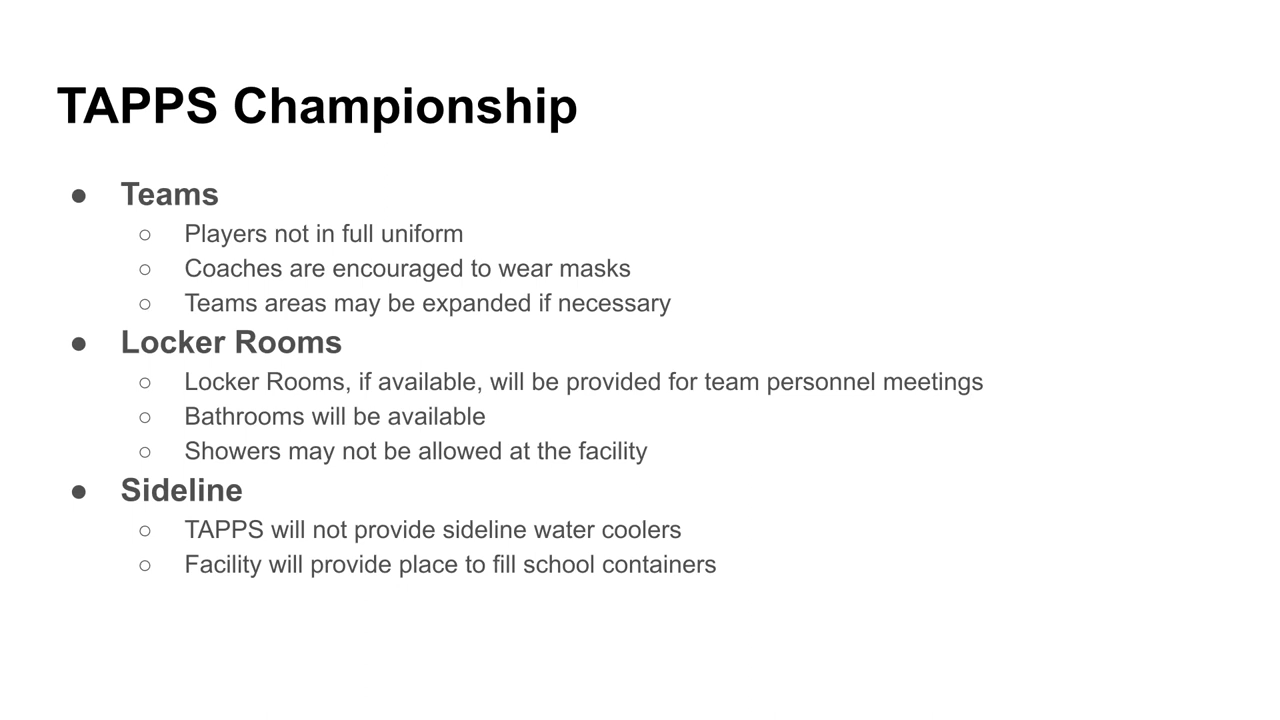 TAPPS Championship
● Teams
○ Players not in full uniform
○ Coaches are encouraged to wear masks
○ Teams areas may be expanded if necessary
● Locker Rooms
○ Locker Rooms, if available, will be provided for team personnel meetings
○ Bathrooms will be available
○ Showers may not be allowed at the facility
● Sideline
○ TAPPS will not provide sideline water coolers
○ Facility will provide place to fill school containers